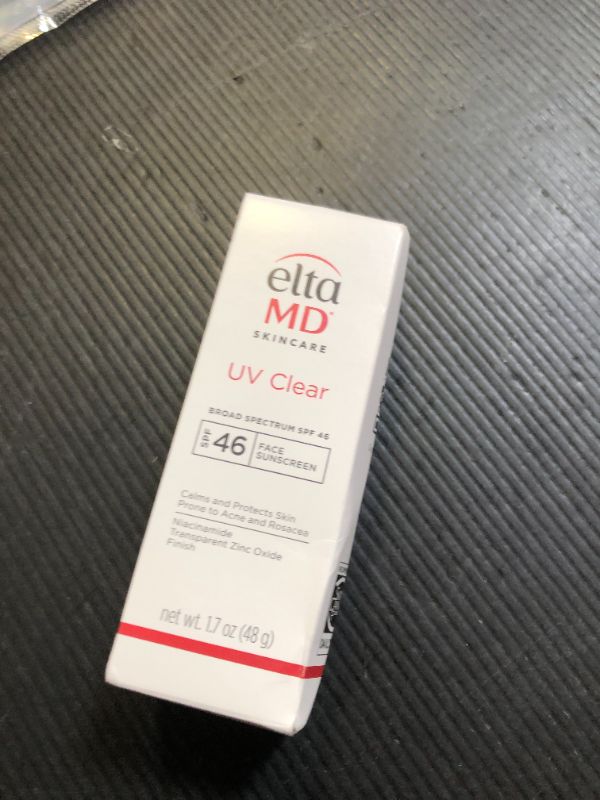 elta
MD
SKINCARE
UV Clear
BROAD SPECTRUM SPF 46
SPF 46 FACE
SUNSCREEN
Calms and Protects Skin
Prone to Acne and Rosacea
Niacinamide
Transparent Zinc Oxide
Finish
net wt. 1.7 oz (48 g)